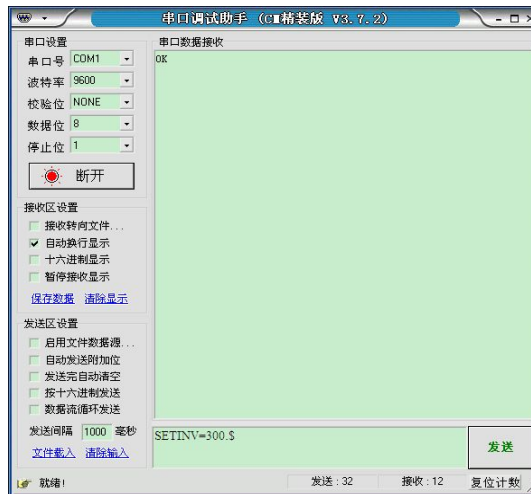 串口调试助手 (CM精装版 V3.7.2)
串口设置
串口号 COM1
波特率 9600
校验位 NONE
数据位 8
停止位 1
断开
接收区设置
接收转向文件...
自动换行显示
十六进制显示
暂停接收显示
保存数据 清除显示
发送区设置
启用文件数据源...
自动发送附加位
发送完自动清空
按十六进制发送
数据流循环发送
发送间隔 1000 毫秒
文件载入 清除输入
串口数据接收
OK
SETINV=300.$
发送
就绪!
发送:32
接收:12
复位计数